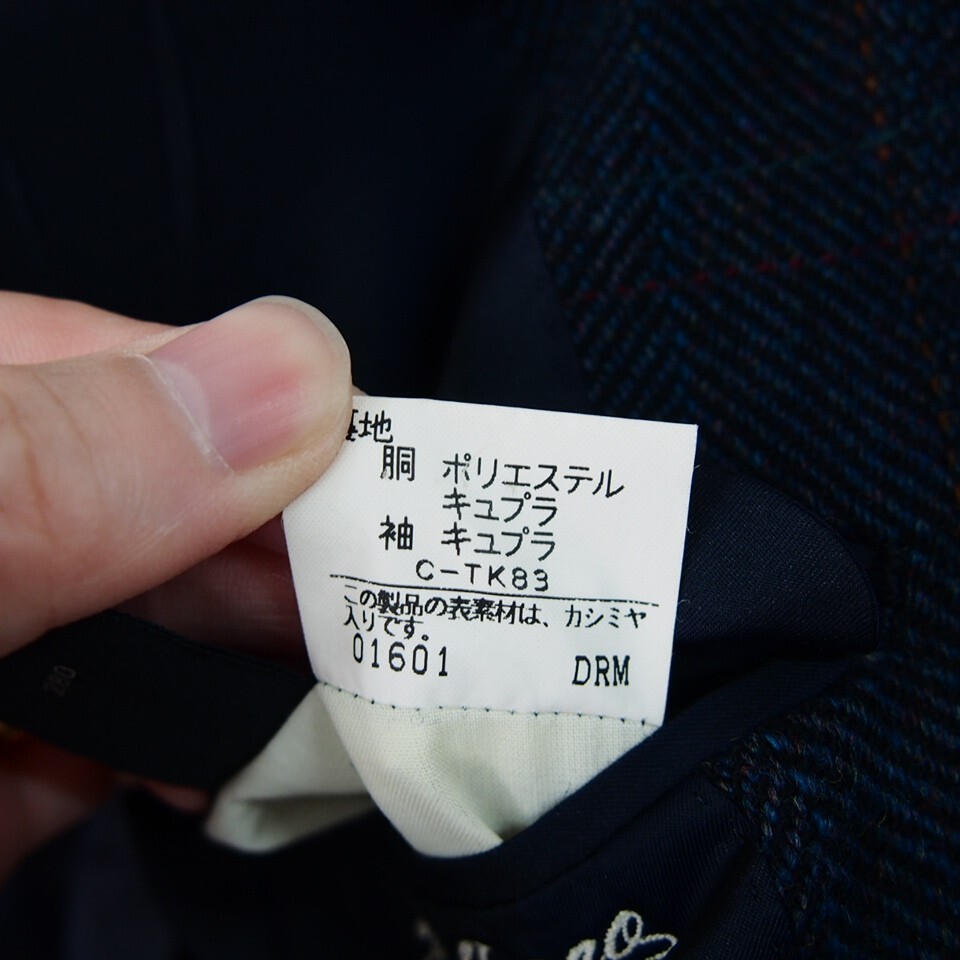 地
胴 ポリエステル
キュプラ
袖 キュプラ
C-TK83
この製品の表素材は、カシミヤ
入りです。
01601 DRM